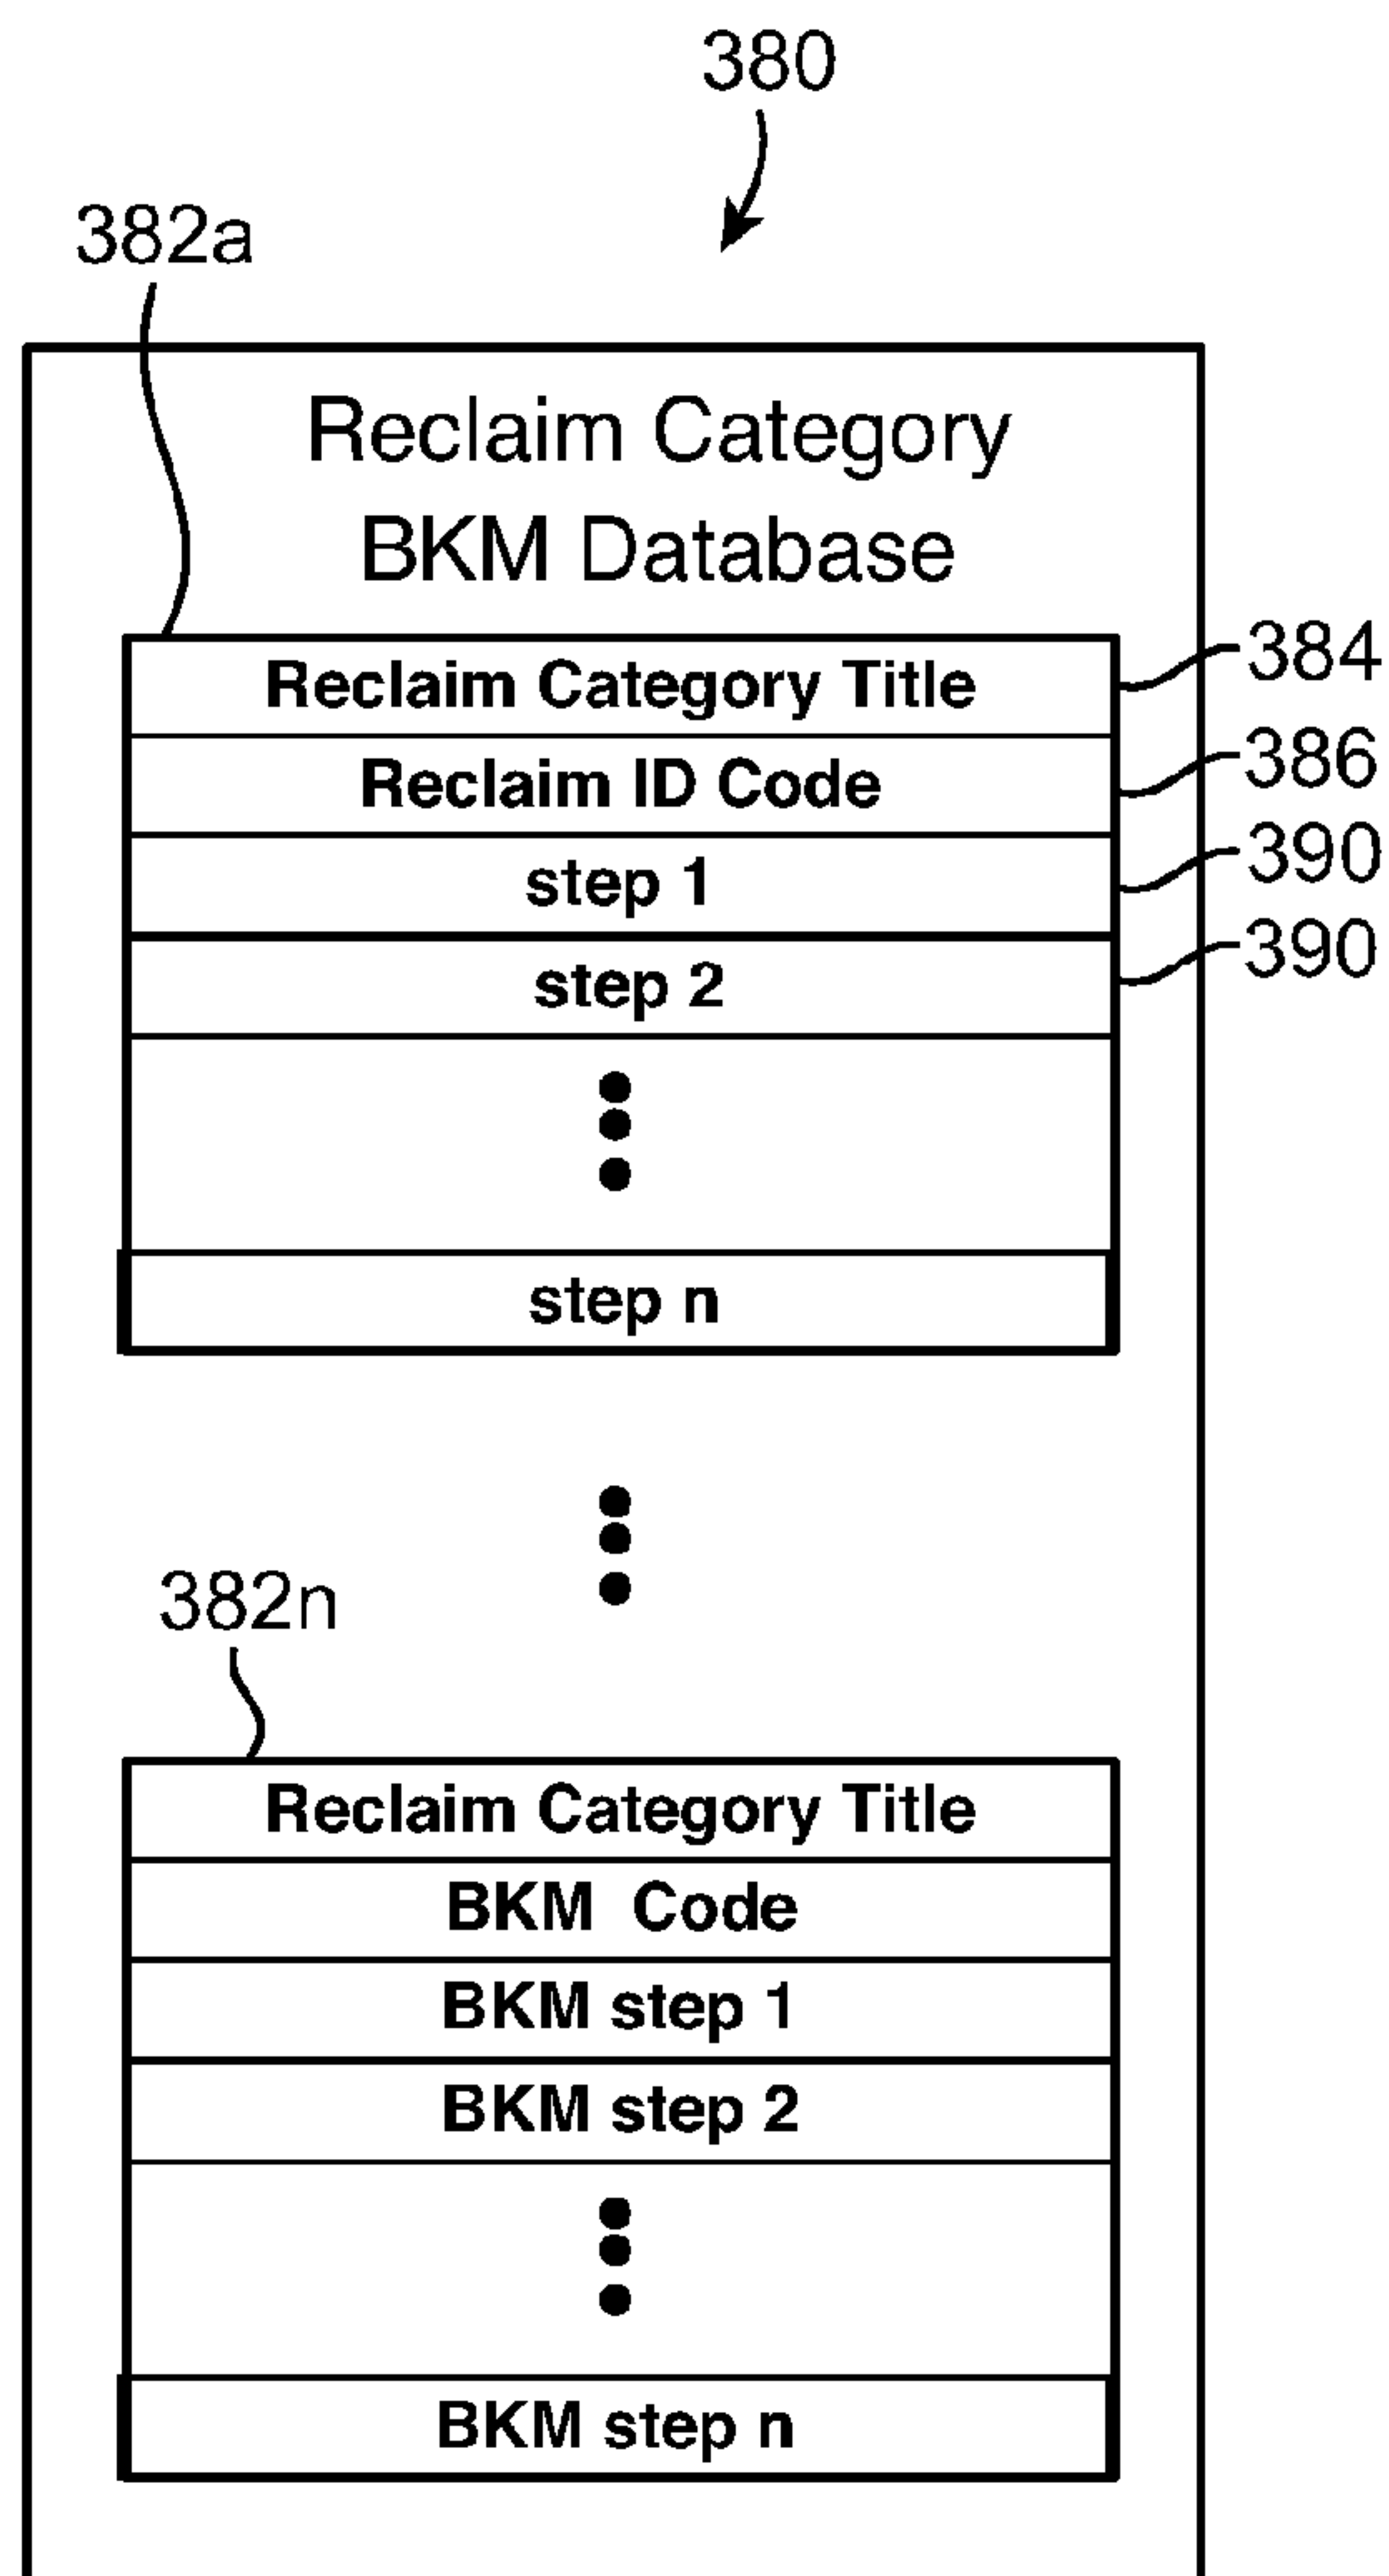 380
382a
Reclaim Category
BKM Database
Reclaim Category Title
384
Reclaim ID Code
386
step 1
390
step 2
390
step n
382n
Reclaim Category Title
BKM Code
BKM step 1
BKM step 2
BKM step n